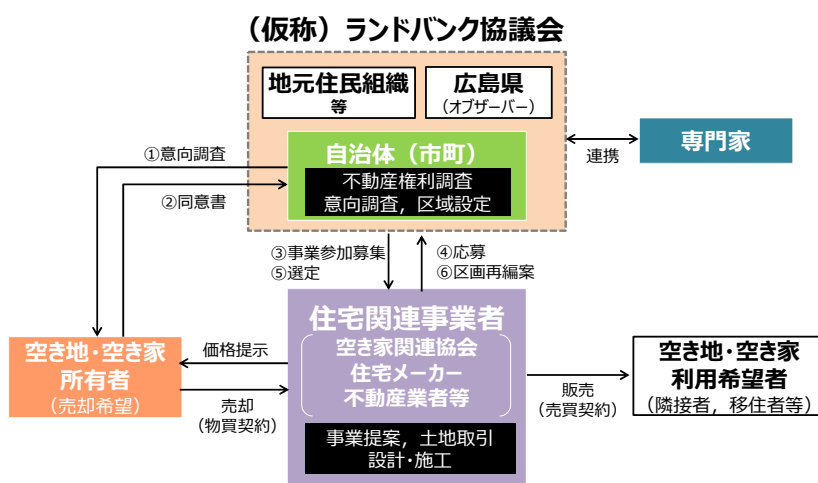 （仮称）ランドバンク協議会
地元住民組織
等
広島県
（オブザーバー）
自治体（市町）
不動産権利調査
意向調査，区域設定
連携
専門家
①意向調査
②同意書
③事業参加募集
⑤選定
④応募
⑥区画再編案
住宅関連事業者
空き家関連協会
住宅メーカー
不動産業者等
事業提案，土地取引
設計・施工
空き地・空き家
所有者
（売却希望）
価格提示
売却
（物買契約）
販売
（売買契約）
空き地・空き家
利用希望者
（隣接者，移住者等）